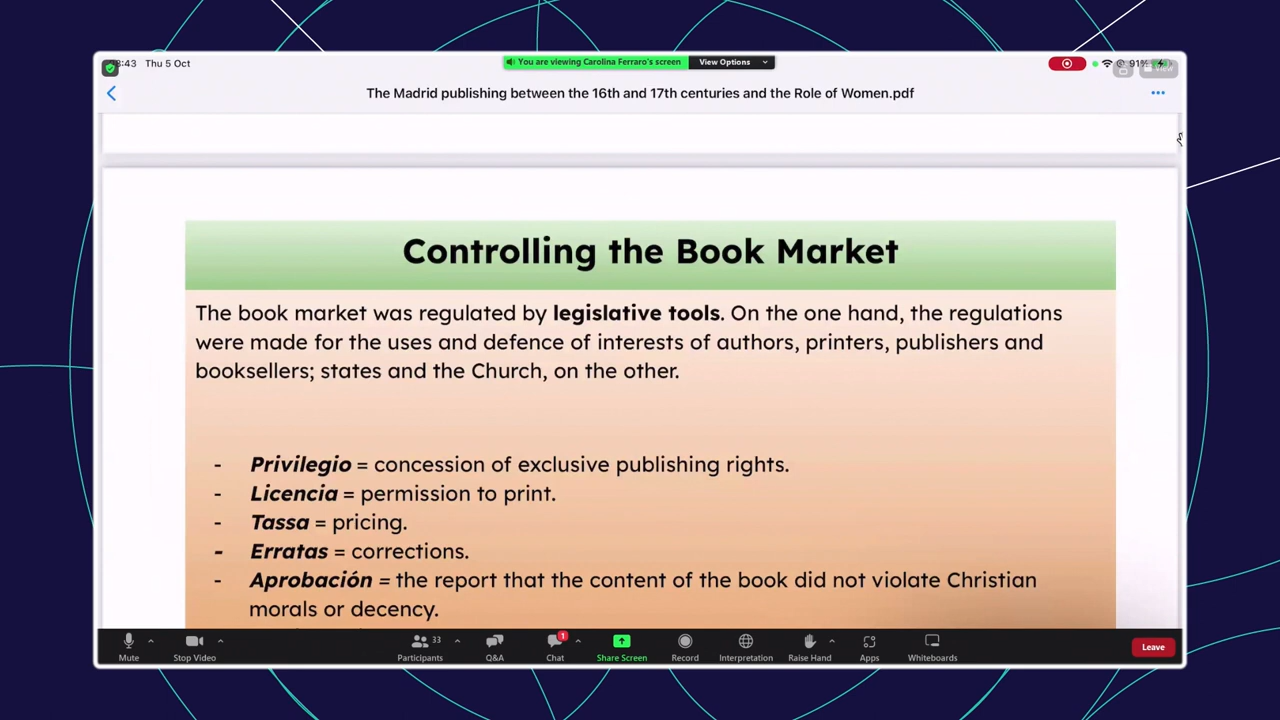 :43 Thu 5 Oct
You are viewing Carolina Ferraro's screen
View Options
91%
View
The Madrid publishing between the 16th and 17th centuries and the Role of Women.pdf
Controlling the Book Market
The book market was regulated by legislative tools. On the one hand, the regulations
were made for the uses and defence of interests of authors, printers, publishers and
booksellers; states and the Church, on the other.
- Privilegio = concession of exclusive publishing rights.
- Licencia = permission to print.
- Tassa = pricing.
- Erratas = corrections.
- Aprobación = the report that the content of the book did not violate Christian
morals or decency.
Mute
Stop Video
33
Participants
Q&A
1
Chat
Share Screen
Record
Interpretation
Raise Hand
Apps
Whiteboards
Leave